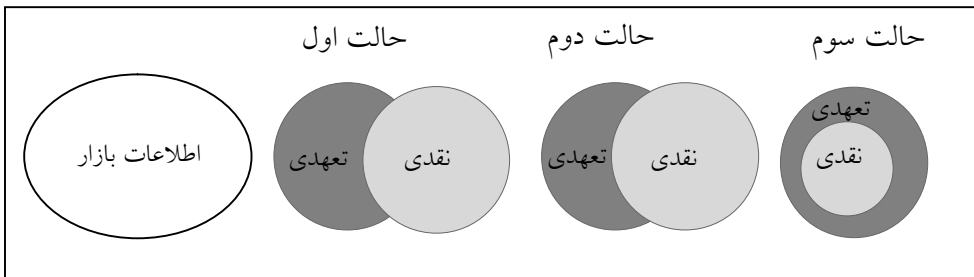 حالت سوم
حالت دوم
حالت اول
تعهدی
نقدی
نقدی
تعهدی
نقدی
تعهدی
اطلاعات بازار